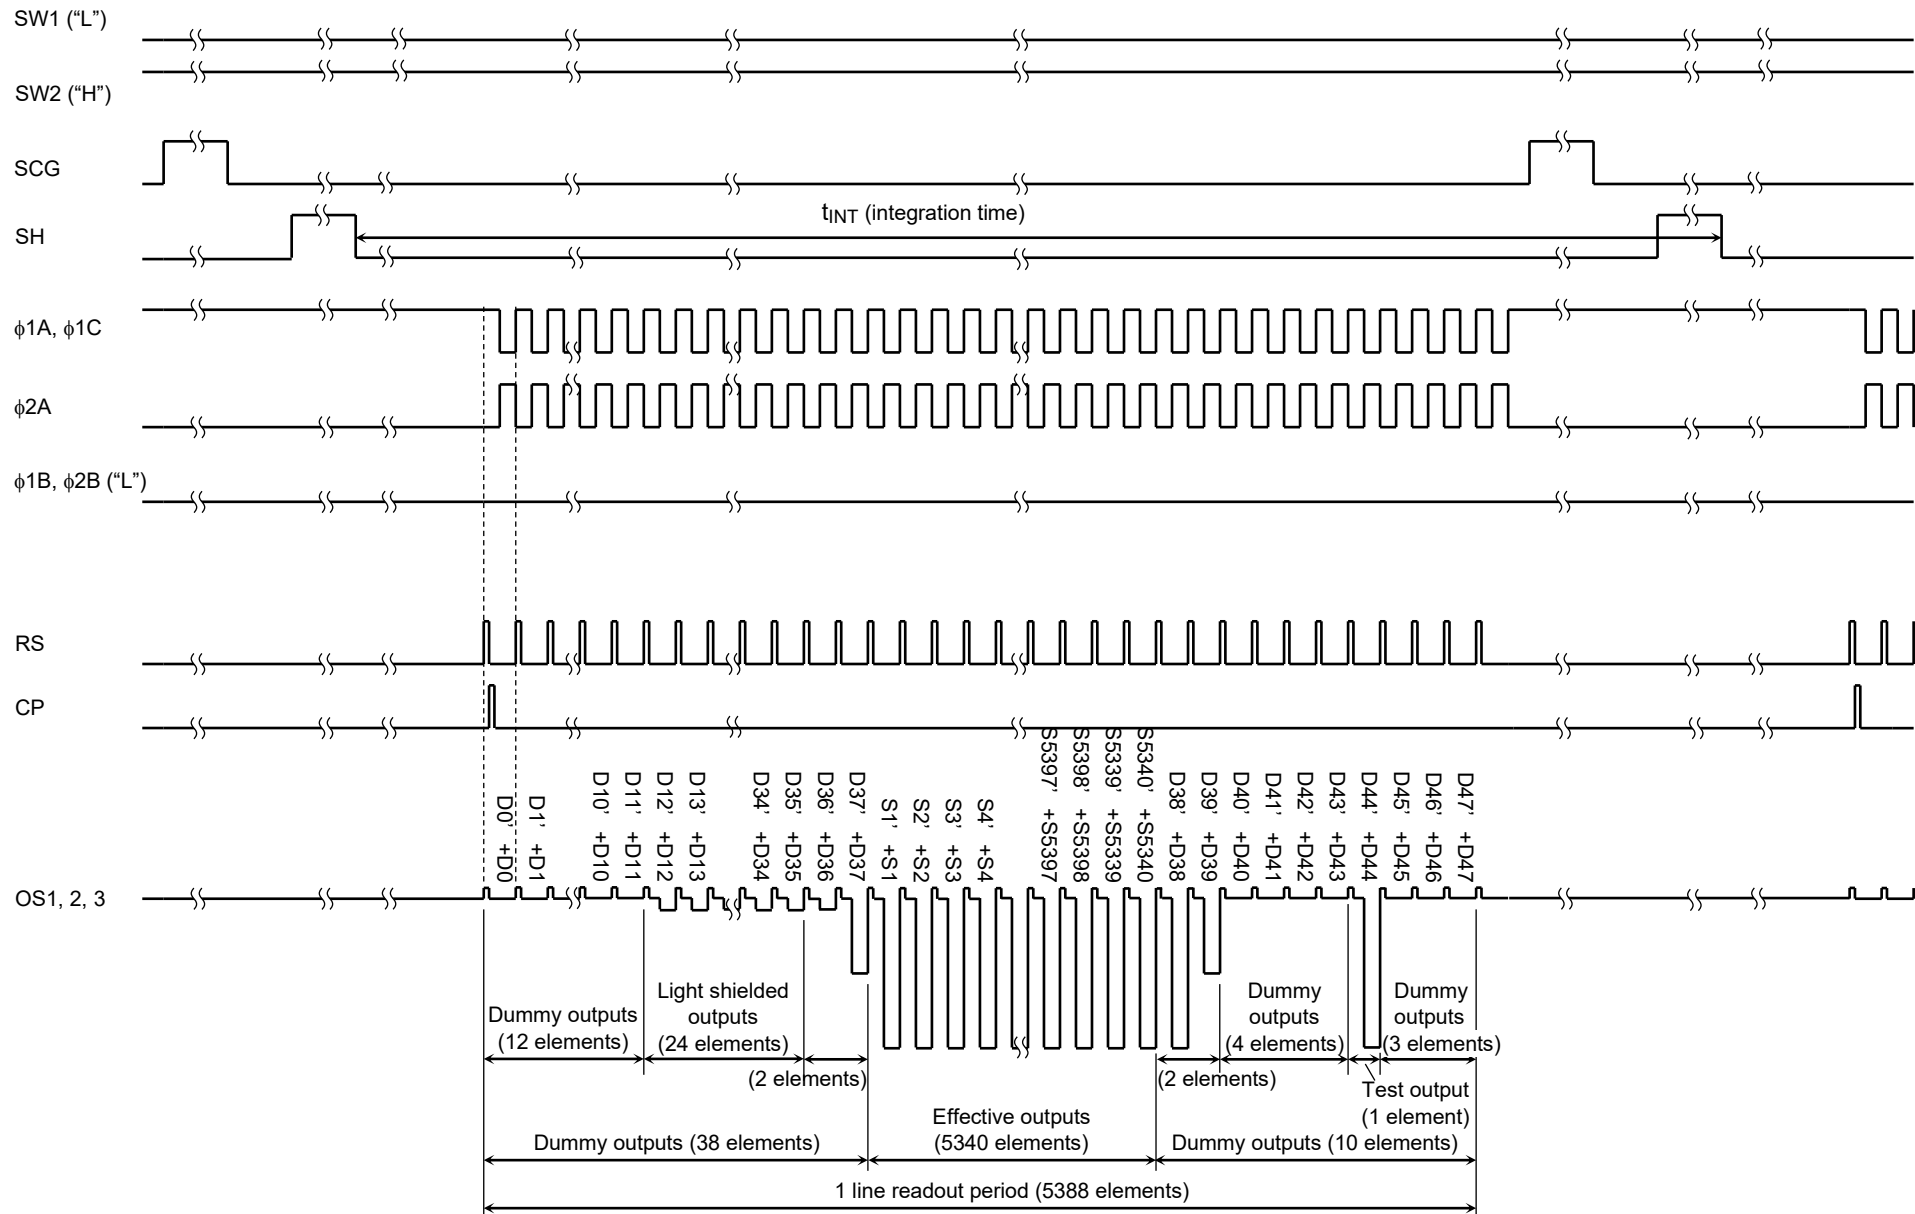 SW1 (“L”)
SW2 (“H”)
SCG
tINT (integration time)
SH
ϕ1A, ϕ1C
ϕ2A
ϕ1B, ϕ2B (“L”)
RS
CP
D0’ +D0
D1’ +D1
D10’ +D10
D11’ +D11
D12’ +D12
D13’ +D13
D34’ +D34
D35’ +D35
D36’ +D36
D37’ +D37
S1’ +S1
S2’ +S2
S3’ +S3
S4’ +S4
S5397’ +S5397
S5398’ +S5398
S5339’ +S5339
S5340’ +S5340
D38’ +D38
D39’ +D39
D40’ +D40
D41’ +D41
D42’ +D42
D43’ +D43
D44’ +D44
D45’ +D45
D46’ +D46
D47’ +D47
OS1, 2, 3
Dummy outputs
(12 elements)
Light shielded
outputs
(24 elements)
(2 elements)
(2 elements)
Dummy
outputs
(4 elements)
Dummy
outputs
(3 elements)
Test output
(1 element)
Dummy outputs (38 elements)
Effective outputs
(5340 elements)
Dummy outputs (10 elements)
1 line readout period (5388 elements)